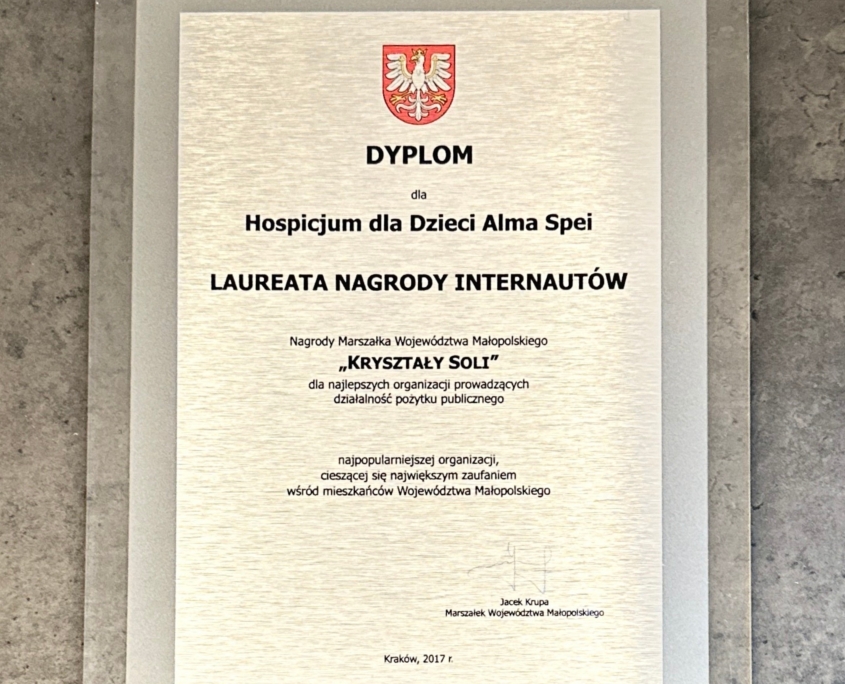 DYPLOM
dla
Hospicjum dla Dzieci Alma Spei
LAUREATA NAGRODY INTERNAUTÓW
Nagrody Marszałka Województwa Małopolskiego
„KRYSZTAŁY SOLI”
dla najlepszych organizacji prowadzących
działalność pożytku publicznego
najpopularniejszej organizacji,
cieszącej się największym zaufaniem
wśród mieszkańców Województwa Małopolskiego
Jacek Krupa
Marszałek Województwa Małopolskiego
Kraków, 2017 r.